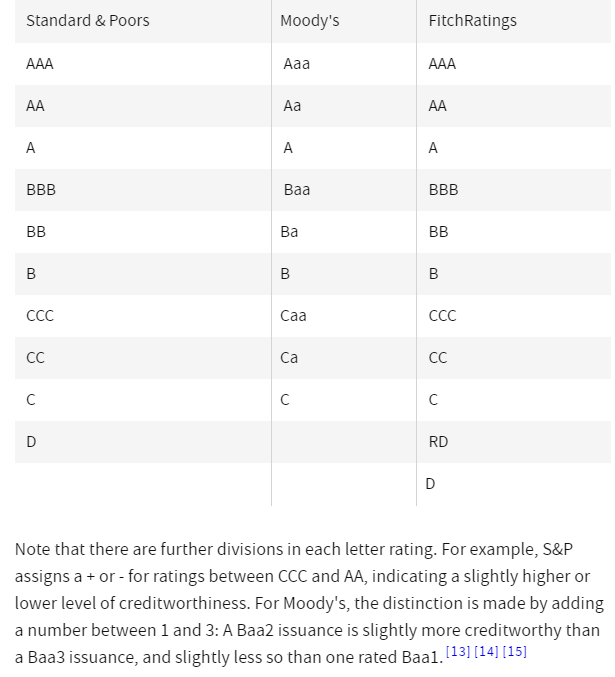 Standard & Poors Moody's FitchRatings
AAA Aaa AAA
AA Aa AA
A A A
BBB Baa BBB
BB Ba BB
B B B
CCC Caa CCC
CC Ca CC
C C C
D RD
D
Note that there are further divisions in each letter rating. For example, S&P
assigns a + or - for ratings between CCC and AA, indicating a slightly higher or
lower level of creditworthiness. For Moody's, the distinction is made by adding
a number between 1 and 3: A Baa2 issuance is slightly more creditworthy than
a Baa3 issuance, and slightly less so than one rated Baa1. [13] [14] [15]